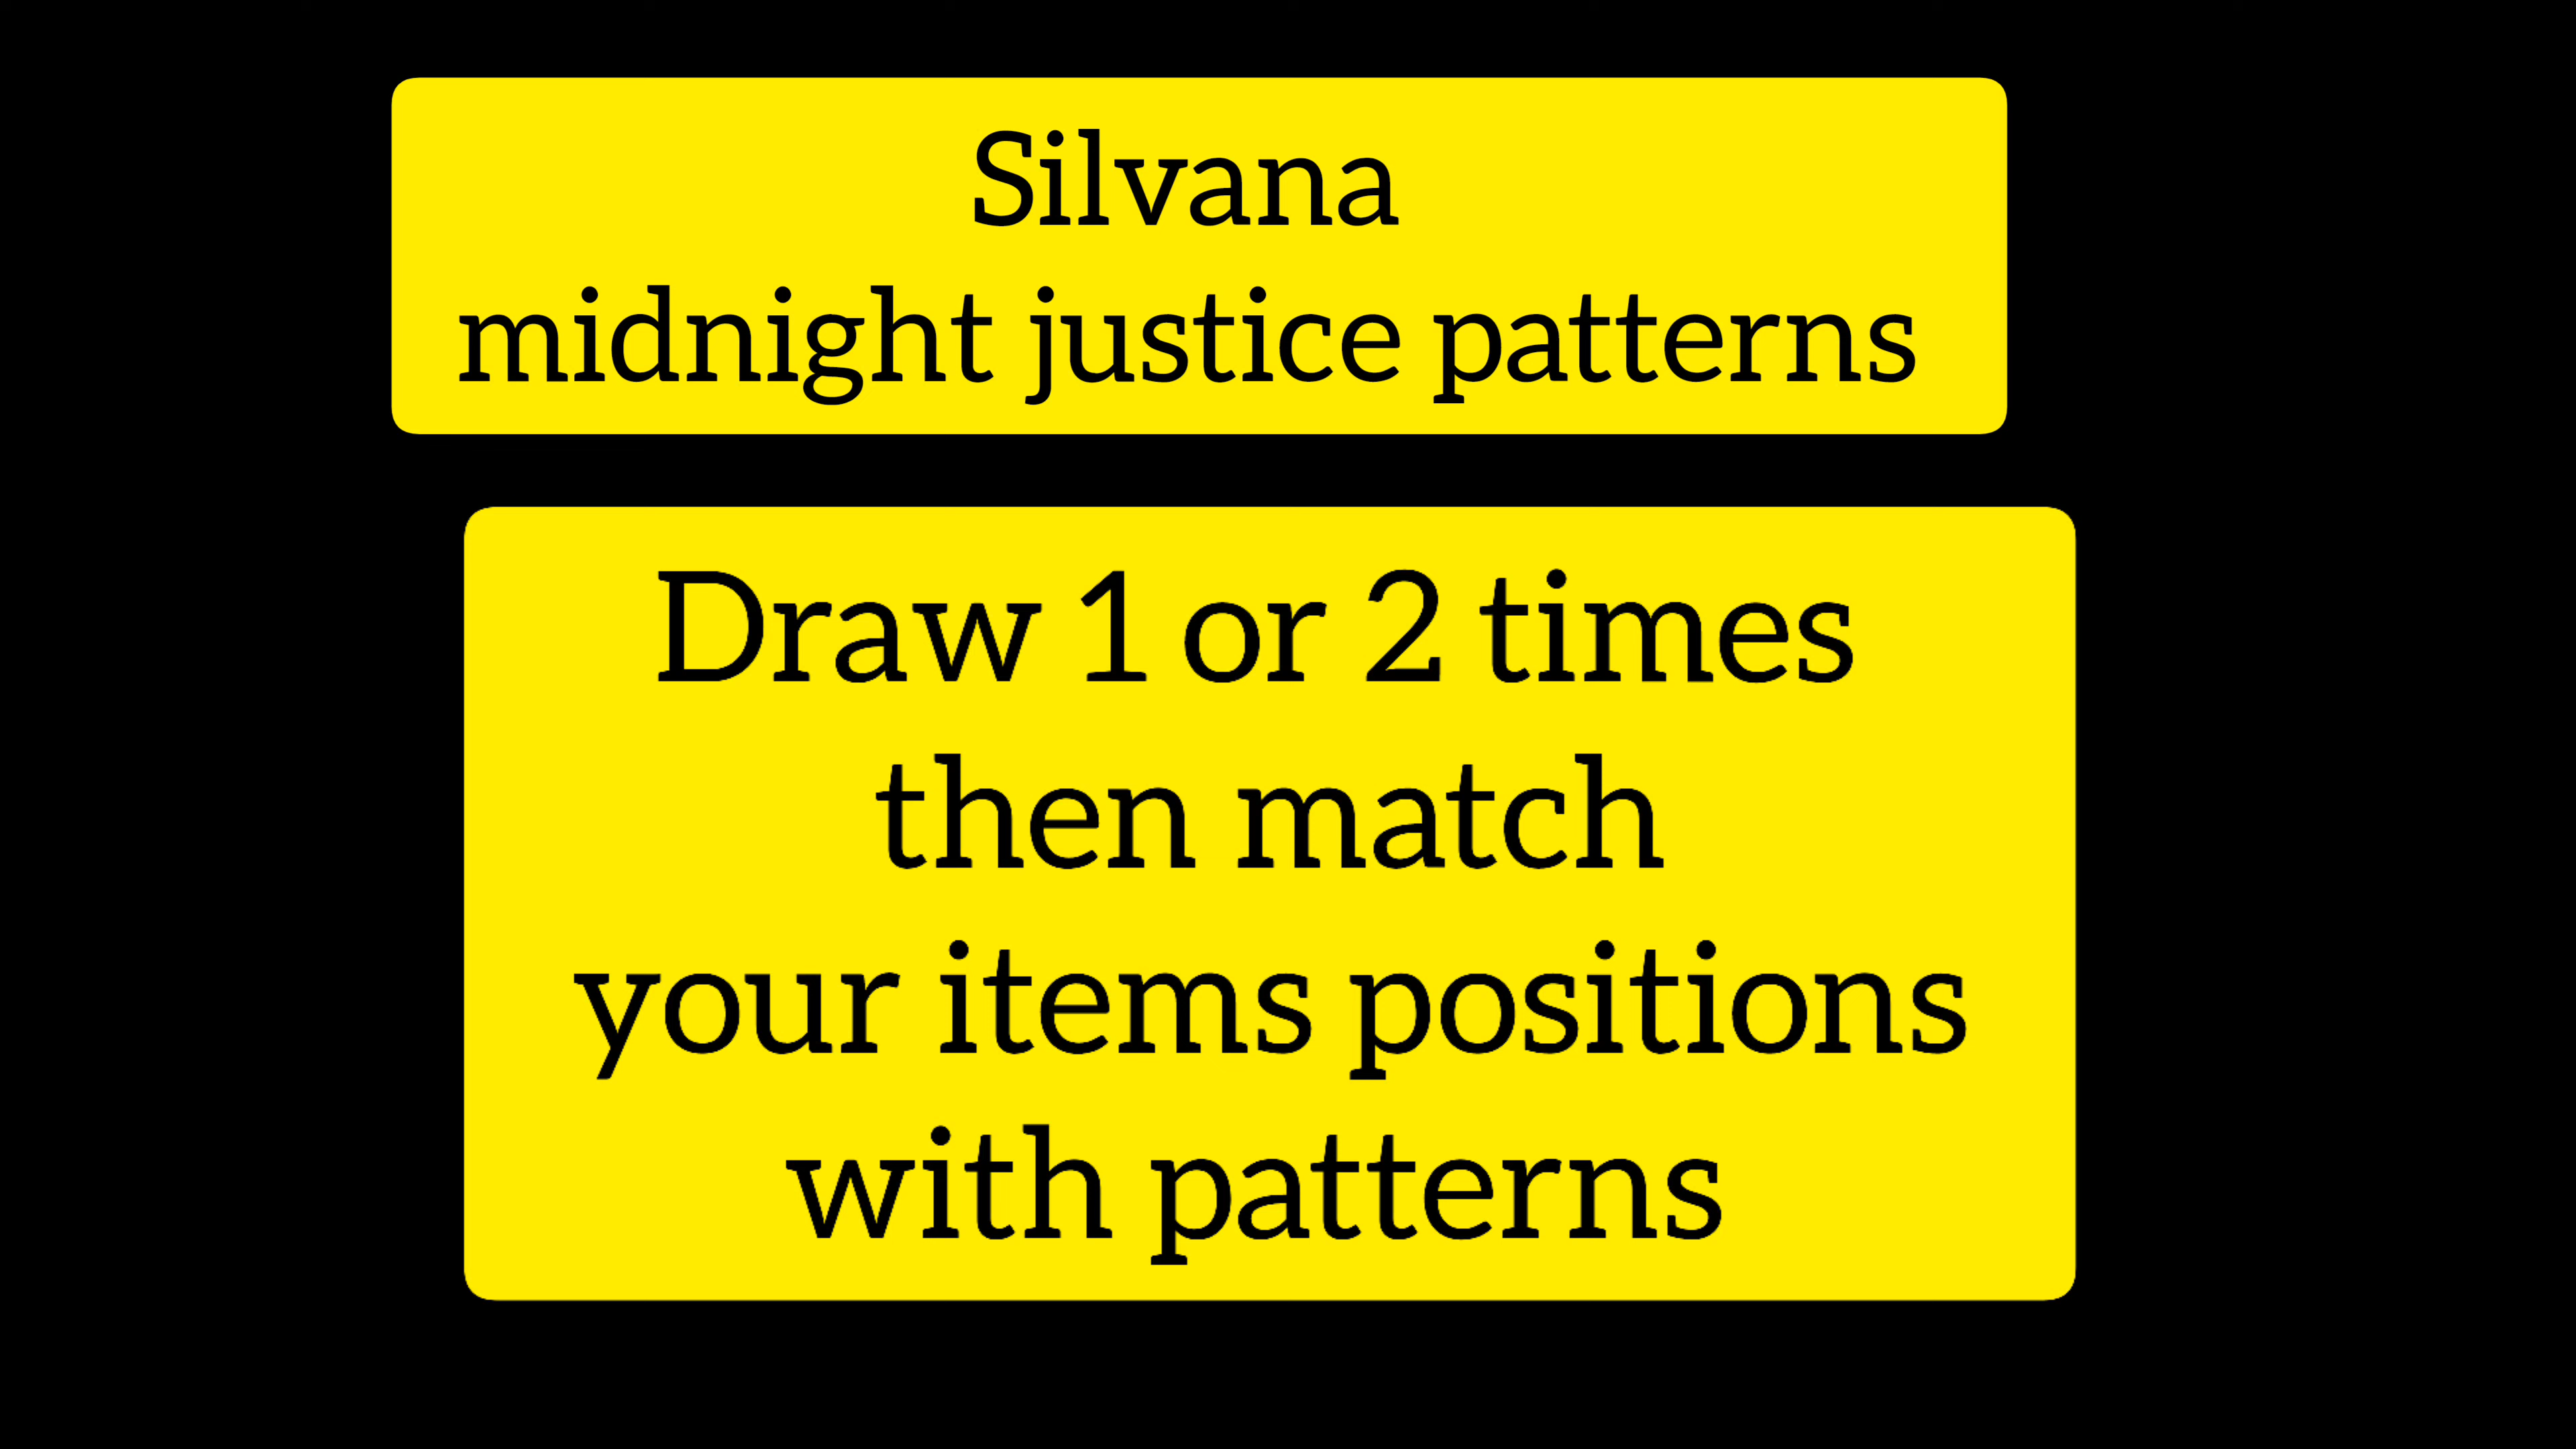 Silvana
midnight justice patterns
Draw 1 or 2 times
then match
your items positions
with patterns